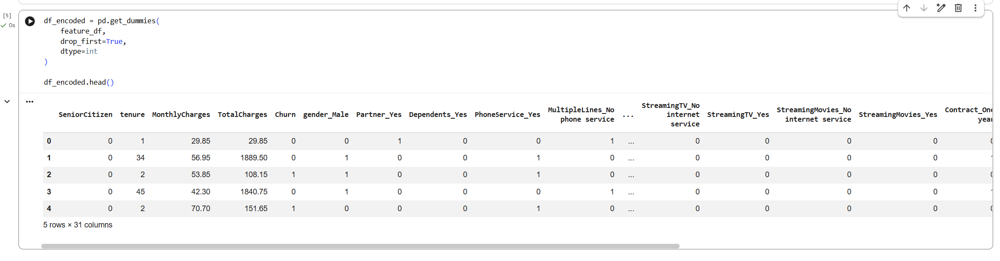 [5]
0s
df_encoded = pd.get_dummies(
    feature_df,
    drop_first=True,
    dtype=int
)
df_encoded.head()
SeniorCitizen tenure MonthlyCharges TotalCharges Churn gender_Male Partner_Yes Dependents_Yes PhoneService_Yes MultipleLines_No phone service ... StreamingTV_No internet service StreamingTV_Yes StreamingMovies_No internet service StreamingMovies_Yes Contract_One year
0 0 1 29.85 29.85 0 0 1 0 0 1 ... 0 0 0 0
1 0 34 56.95 1889.50 0 1 0 0 1 0 ... 0 0 0 0
2 0 2 53.85 108.15 1 1 0 0 1 0 ... 0 0 0 0
3 0 45 42.30 1840.75 0 1 0 0 0 1 ... 0 0 0 0
4 0 2 70.70 151.65 1 0 0 0 1 0 ... 0 0 0 0
5 rows × 31 columns